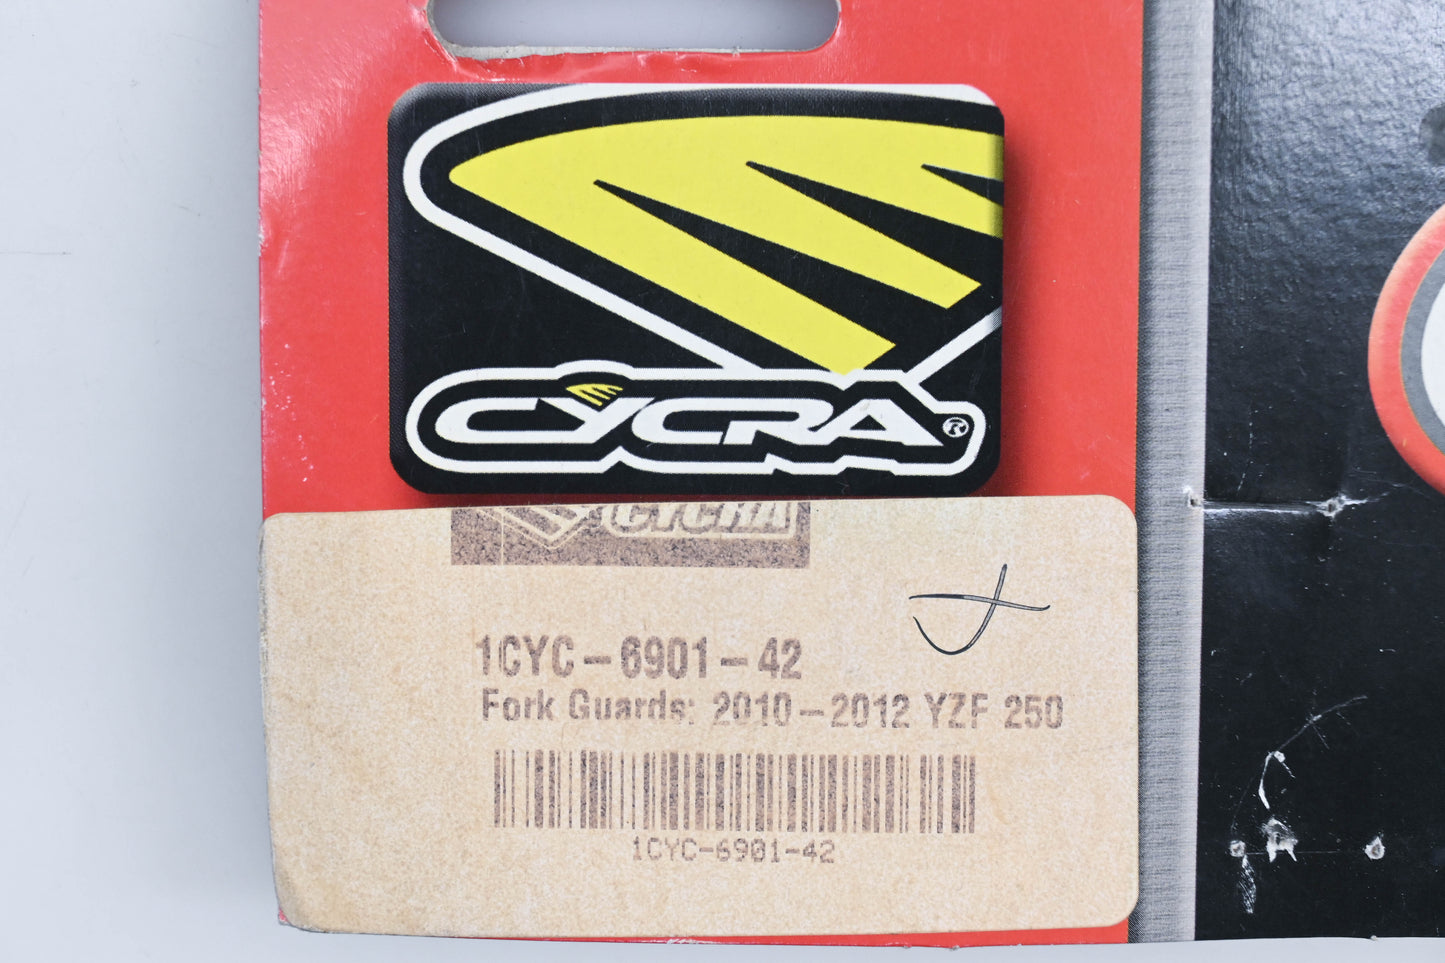 CYCRA®
CYCRA
1CYC-6901-42
Fork Guards: 2010-2012 YZF 250
1CYC-6901-42